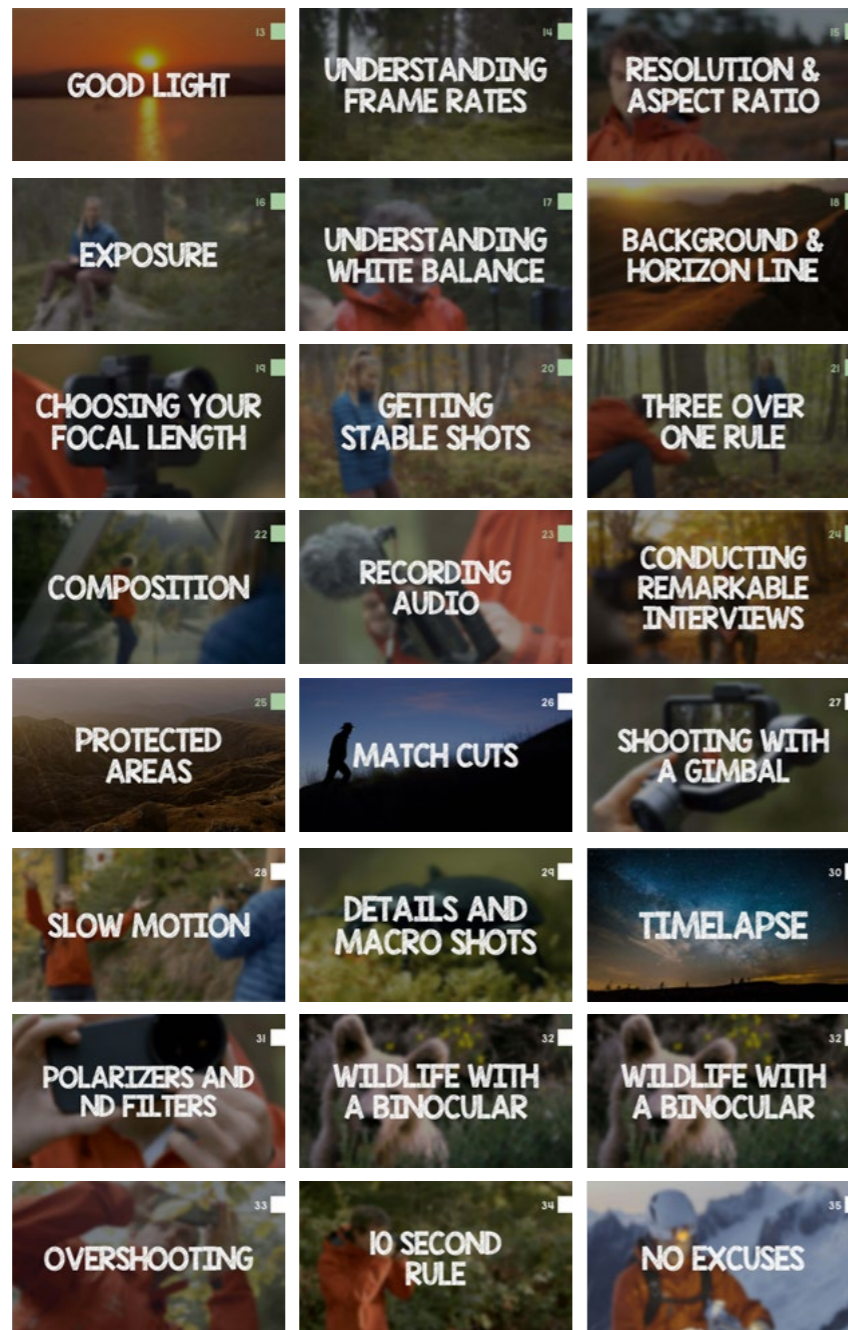 13
GOOD LIGHT
14
UNDERSTANDING
FRAME RATES
15
RESOLUTION &
ASPECT RATIO
16
EXPOSURE
17
UNDERSTANDING
WHITE BALANCE
18
BACKGROUND &
HORIZON LINE
19
CHOOSING YOUR
FOCAL LENGTH
20
GETTING
STABLE SHOTS
21
THREE OVER
ONE RULE
22
COMPOSITION
23
RECORDING
AUDIO
24
CONDUCTING
REMARKABLE
INTERVIEWS
25
PROTECTED
AREAS
26
MATCH CUTS
27
SHOOTING WITH
A GIMBAL
28
SLOW MOTION
29
DETAILS AND
MACRO SHOTS
30
TIMELAPSE
31
POLARIZERS AND
ND FILTERS
32
WILDLIFE WITH
A BINOCULAR
32
WILDLIFE WITH
A BINOCULAR
33
OVERSHOOTING
34
10 SECOND
RULE
35
NO EXCUSES